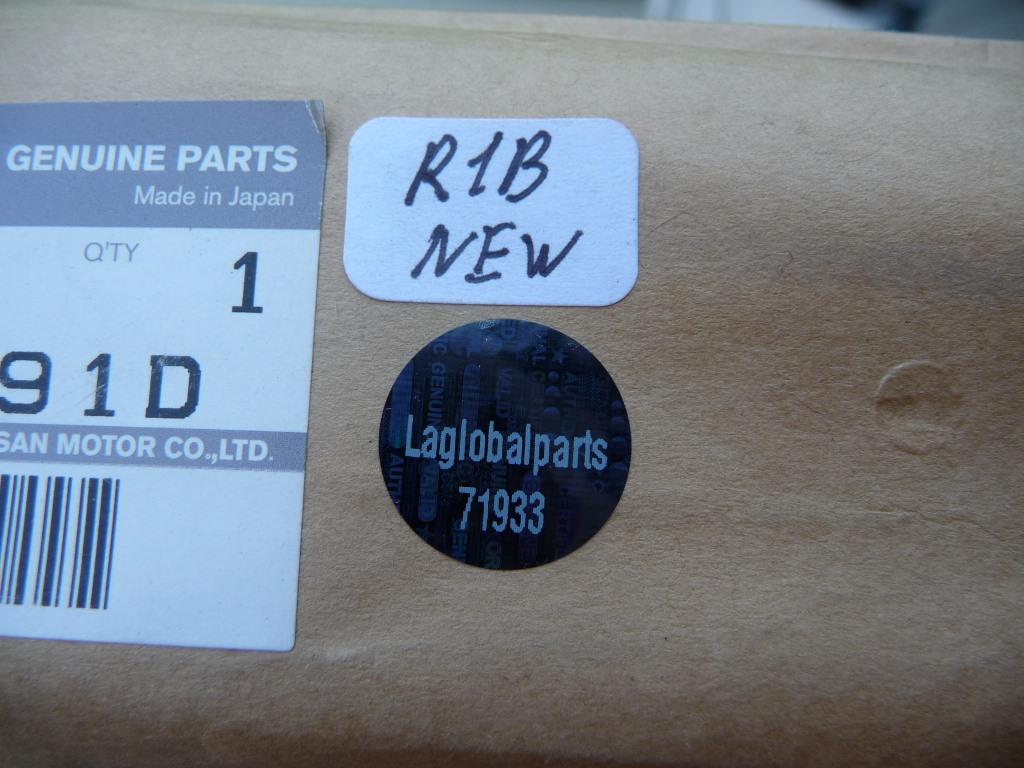 GENUINE PARTS
Made in Japan
Q'TY
1
91D
SAN MOTOR CO.,LTD.
R1B
NEW
Laglobalparts
71933